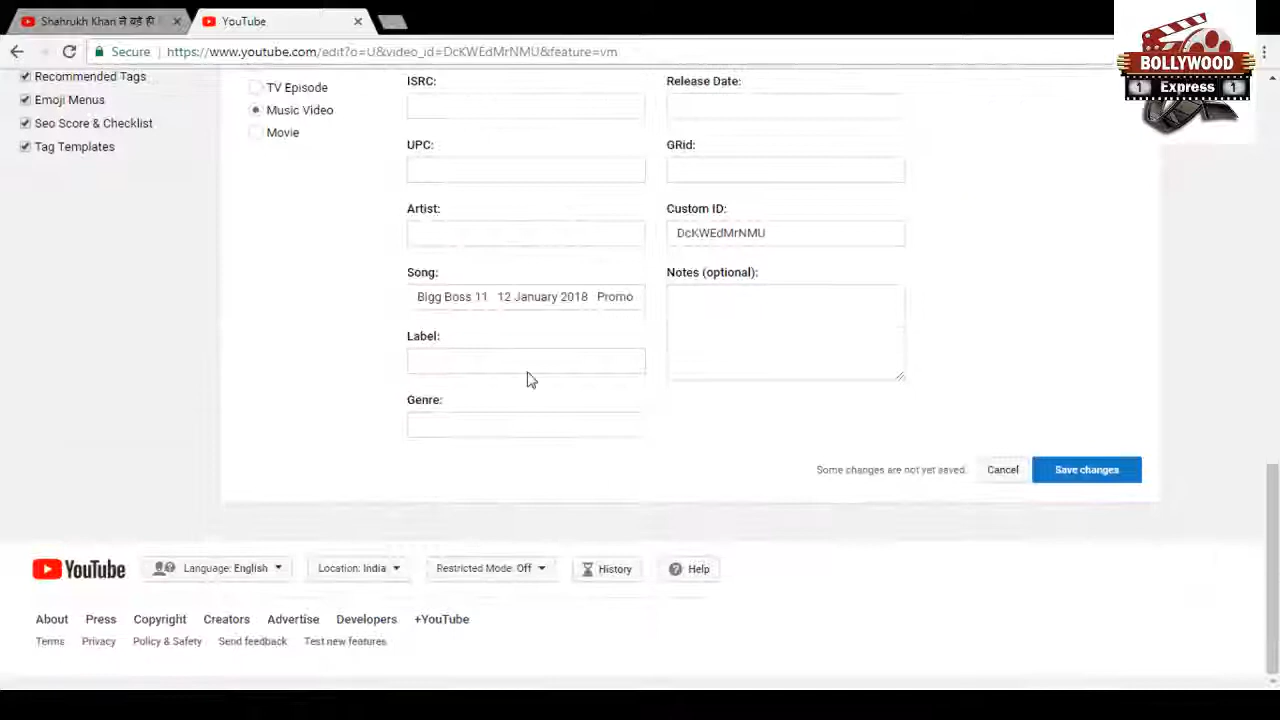 Shahrukh Khan से बड़े ही
YouTube
Secure
https://www.youtube.com/edit?o=U&video_id=DcKWEdMrNMU&feature=vm
BOLLYWOOD
1 Express 1
Recommended Tags
Emoji Menus
Seo Score & Checklist
Tag Templates
TV Episode
Music Video
Movie
ISRC:
Release Date:
UPC:
GRid:
Artist:
Custom ID:
DcKWEdMrNMU
Song:
Notes (optional):
Bigg Boss 11 12 January 2018 Promo
Label:
Genre:
Some changes are not yet saved.
Cancel
Save changes
YouTube
Language: English
Location: India
Restricted Mode: Off
History
Help
About Press Copyright Creators Advertise Developers +YouTube
Terms Privacy Policy & Safety Send feedback Test new features